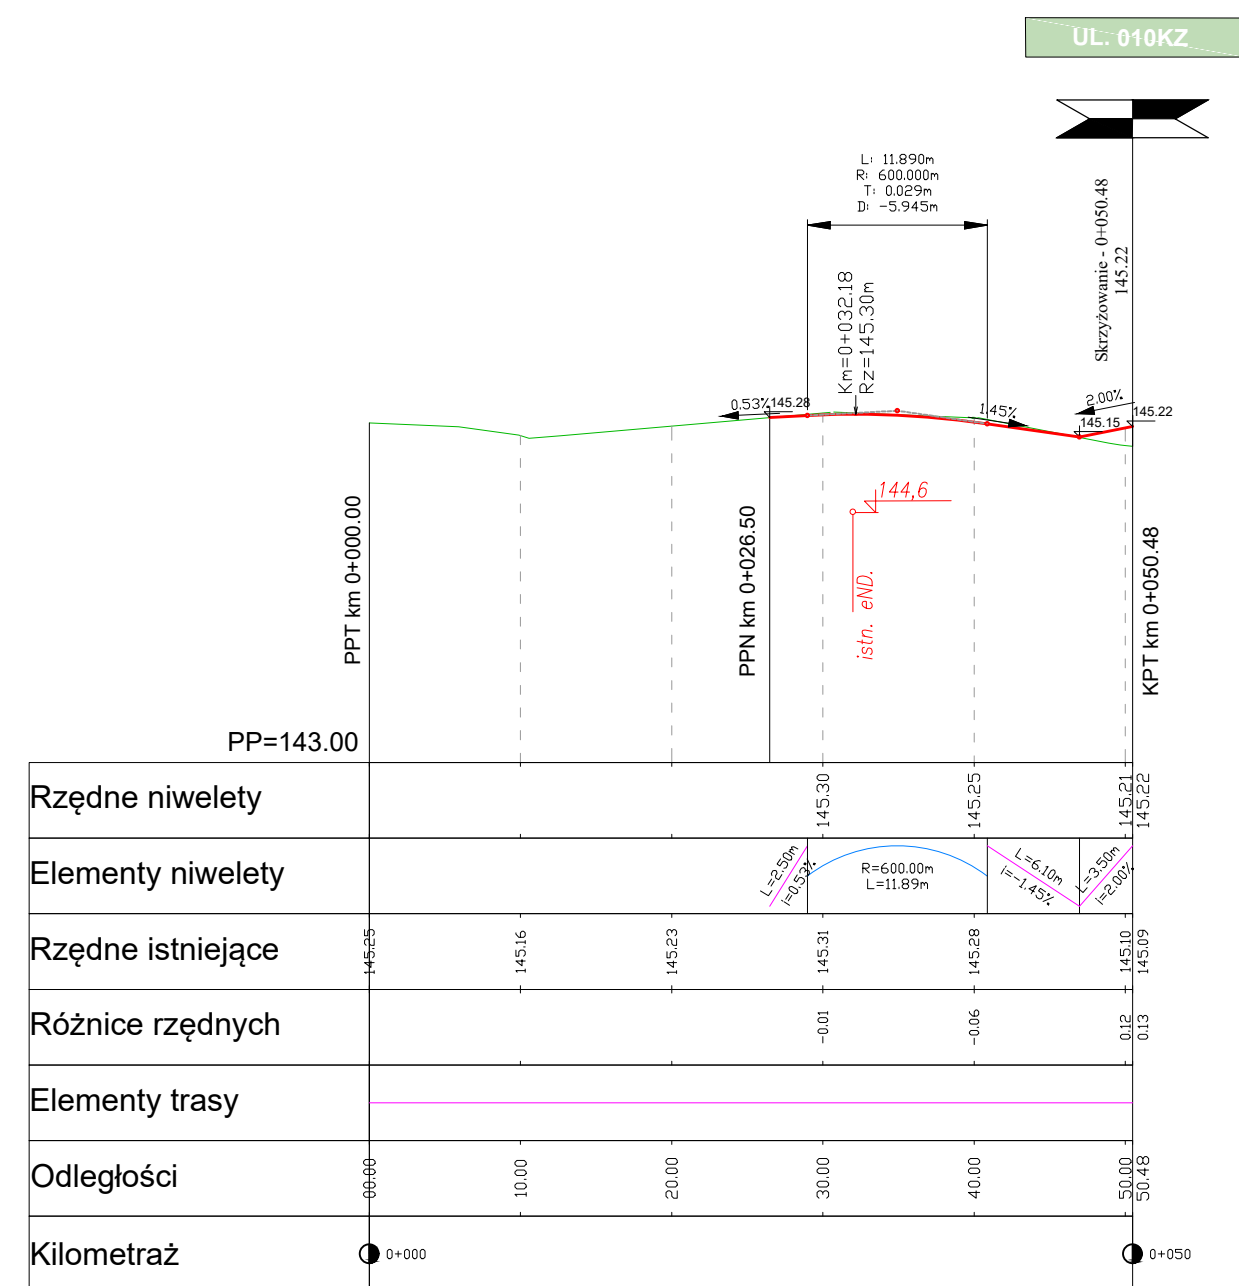 UL. 010KZ
L: 11.890m
R: 600.000m
T: 0.029m
D: -5.945m
Skrzyżowanie - 0+050.48
145.22
Km=0+032.18
Rz=145.30m
0.53%
145.28
1.45%
2.00%
145.15
145.22
144,6
istn. eND.
PPT km 0+000.00
PPN km 0+026.50
KPT km 0+050.48
PP=143.00
Rzędne niwelety
145.30
145.25
145.21
145.22
Elementy niwelety
L=2.50m
i=0.53%
R=600.00m
L=11.89m
L=6.10m
i=-1.45%
L=3.50m
i=2.00%
Rzędne istniejące
145.25
145.16
145.23
145.31
145.28
145.10
145.09
Różnice rzędnych
-0.01
-0.06
0.12
0.13
Elementy trasy
Odległości
00.00
10.00
20.00
30.00
40.00
50.00
50.48
Kilometraż
0+000
0+050